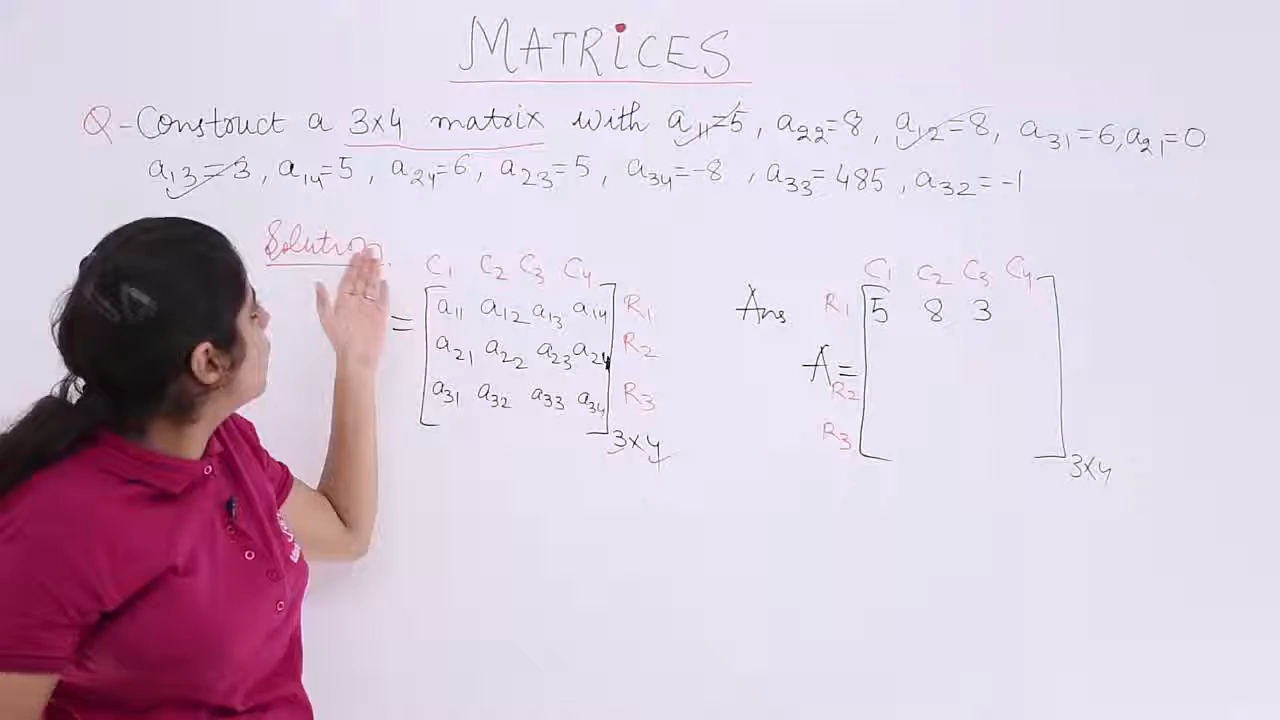 MATRICES
Q - Construct a 3x4 matrix with a11=5, a22=8, a12=8, a31=6, a21=0
a13=3, a14=5, a24=6, a23=5, a34=-8, a33=485, a32=-1
Solution
C1 C2 C3 C4
= [a11 a12 a13 a14 R1
a21 a22 a23 a24 R2
a31 a32 a33 a34] R3
3x4
C1 C2 C3 C4
Ans R1 [5 8 3
A=
R2
R3 ]
3x4